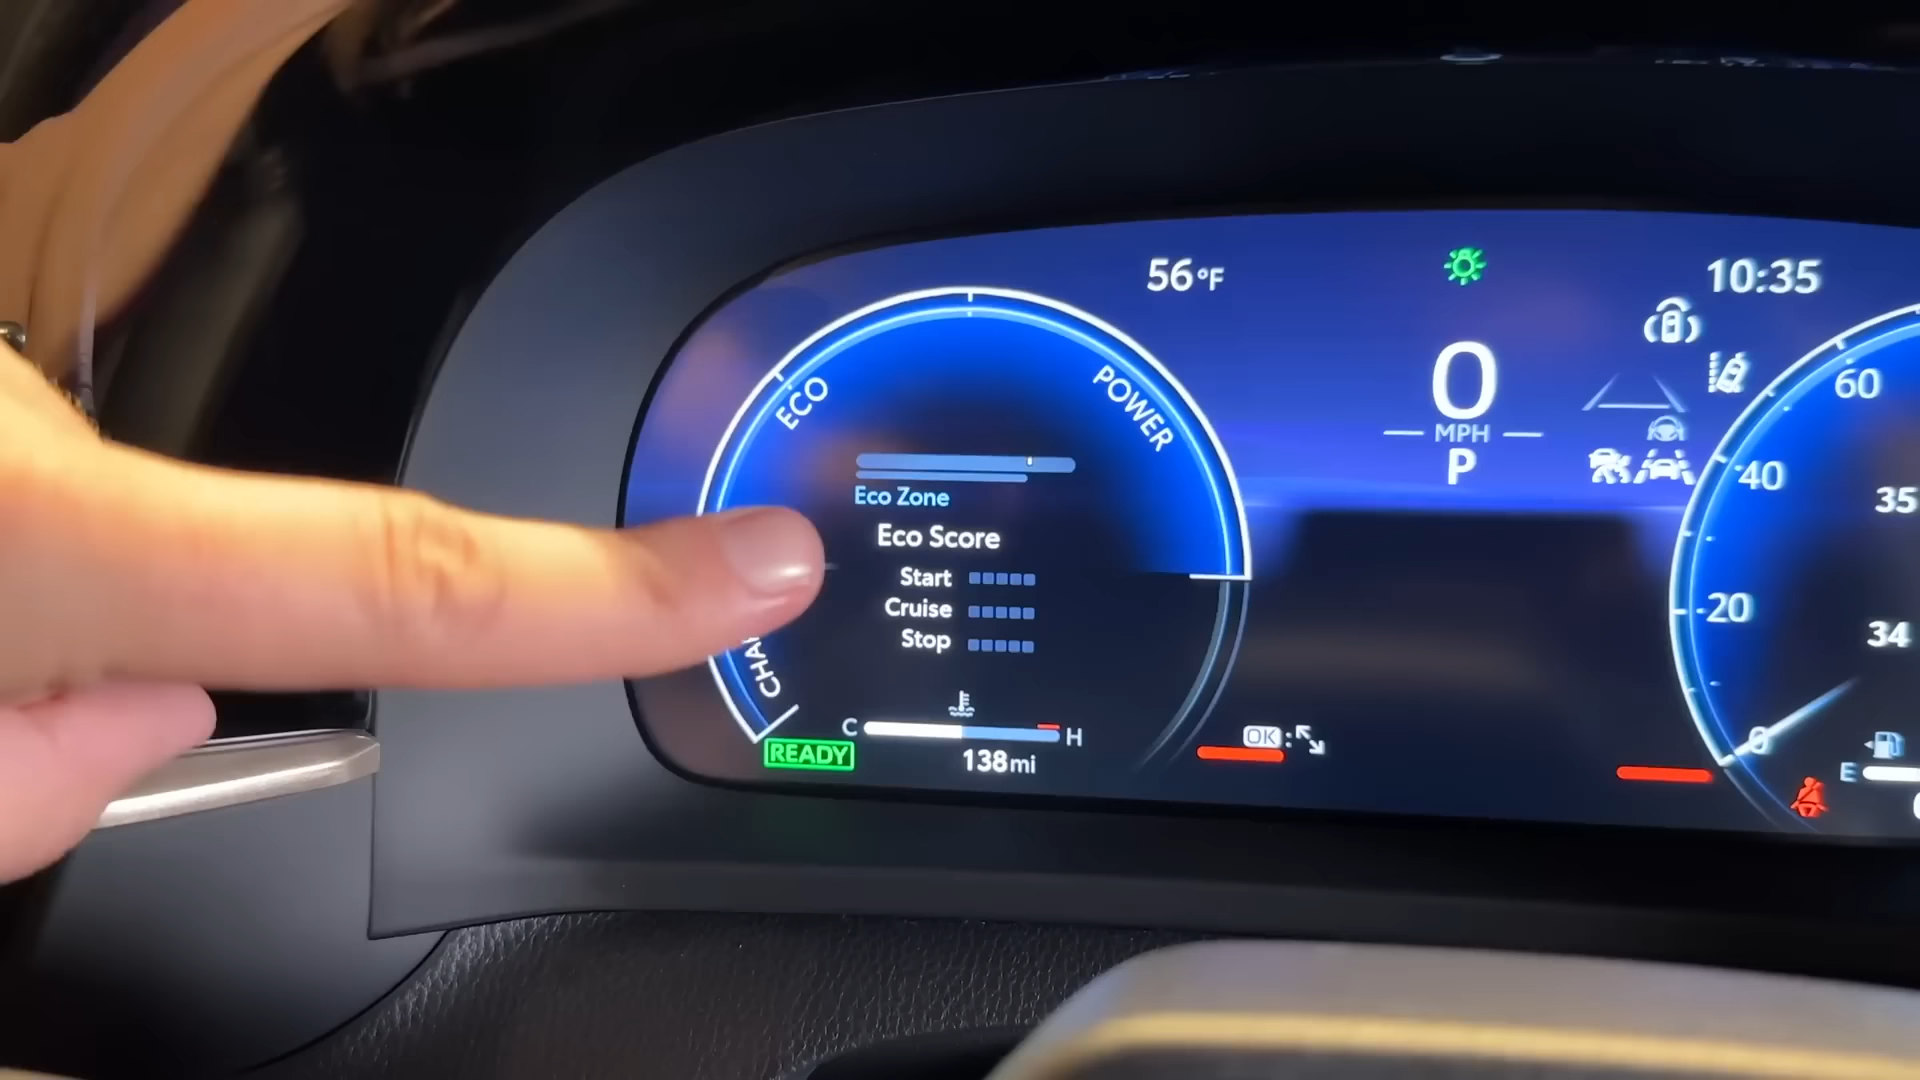 56°F
10:35
ECO
POWER
0
MPH
P
60
40
20
0
35
34
Eco Zone
Eco Score
Start
Cruise
Stop
C
H
READY
138mi
OK:
E